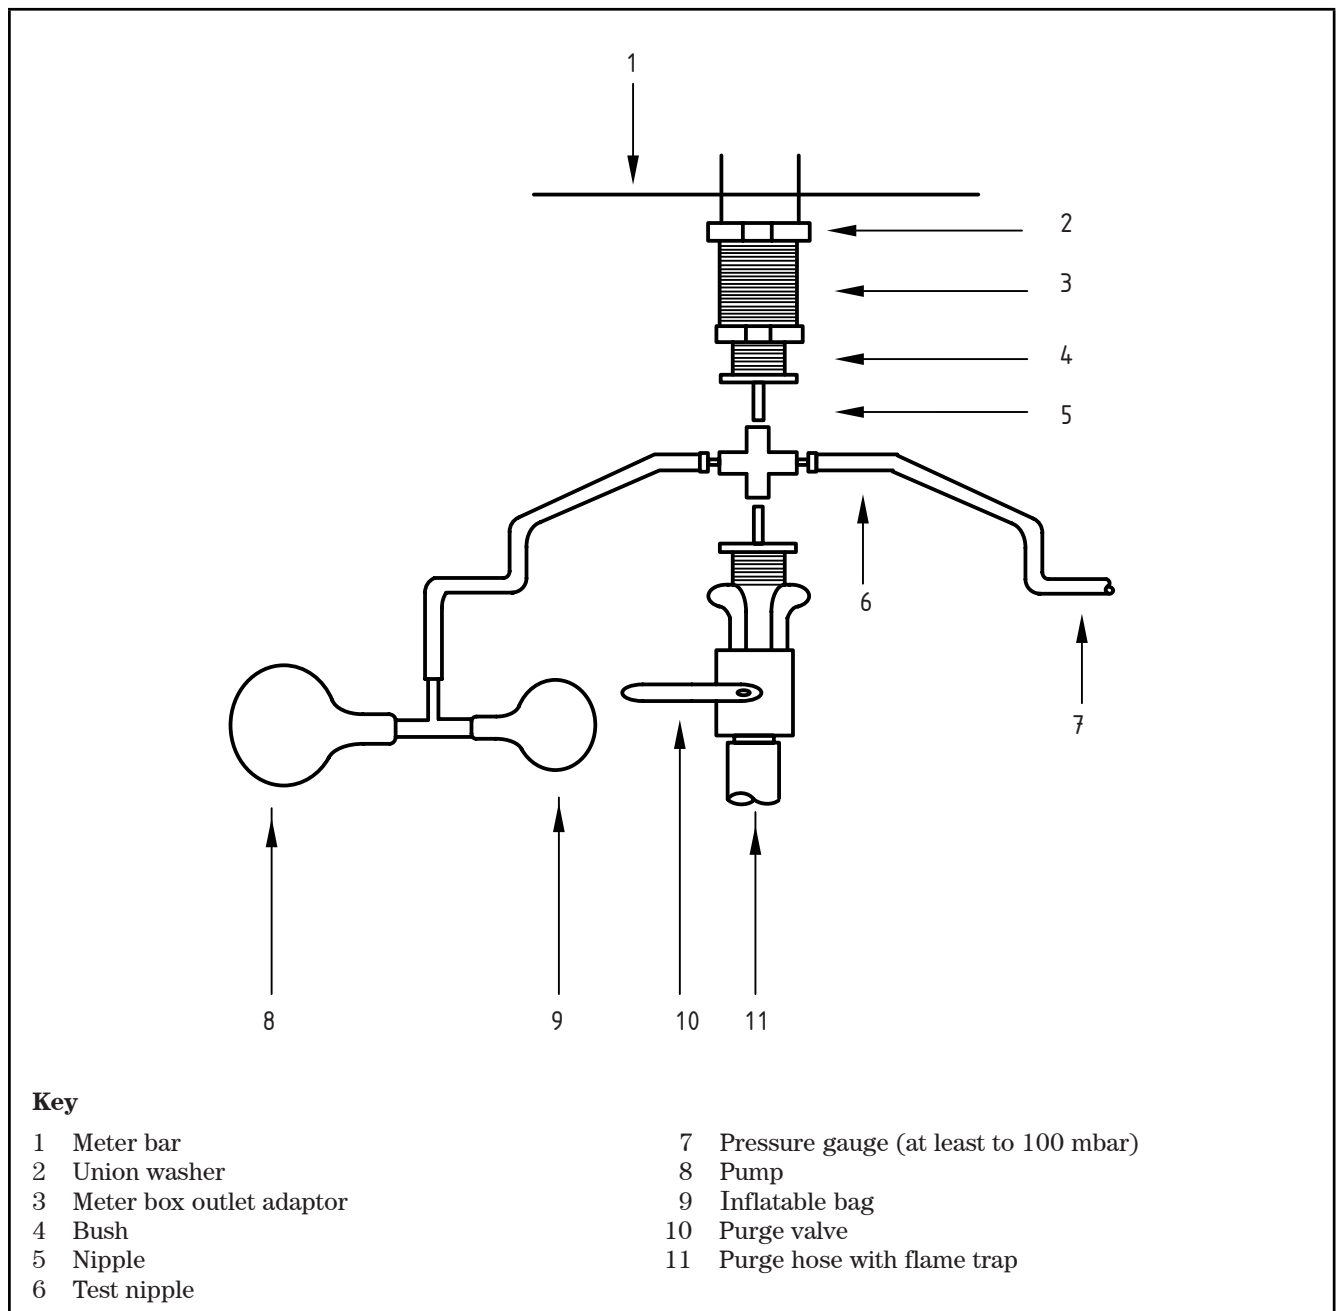 1
2
3
4
5
6
7
8
9
10
11
Key
1 Meter bar
2 Union washer
3 Meter box outlet adaptor
4 Bush
5 Nipple
6 Test nipple
7 Pressure gauge (at least to 100 mbar)
8 Pump
9 Inflatable bag
10 Purge valve
11 Purge hose with flame trap